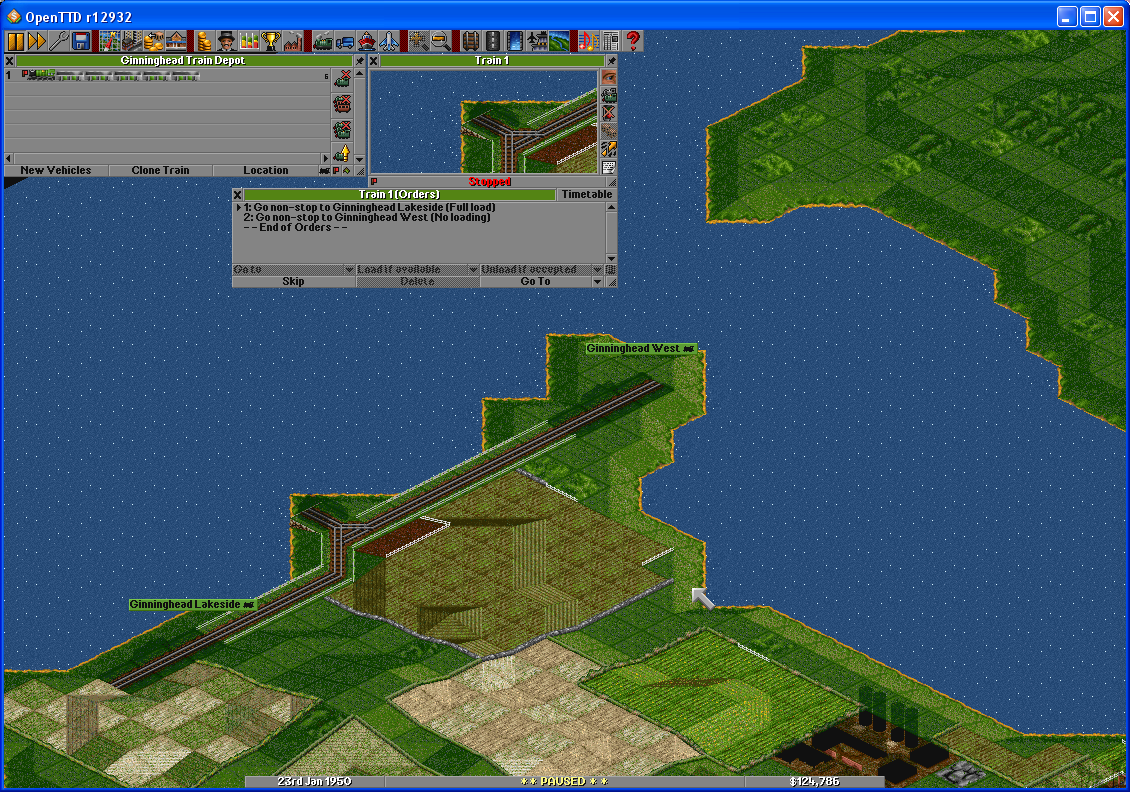 OpenTTD r12932
Ginninghead Train Depot
Train 1
1
6
New Vehicles
Clone Train
Location
Stopped
Train 1 (Orders)
Timetable
1: Go non-stop to Ginninghead Lakeside (Full load)
2: Go non-stop to Ginninghead West (No loading)
- - End of Orders - -
Go to
Load if available
Unload if accepted
Skip
Delete
Go To
Ginninghead West
Ginninghead Lakeside
23rd Jan 1950
* * PAUSED * *
$124,786